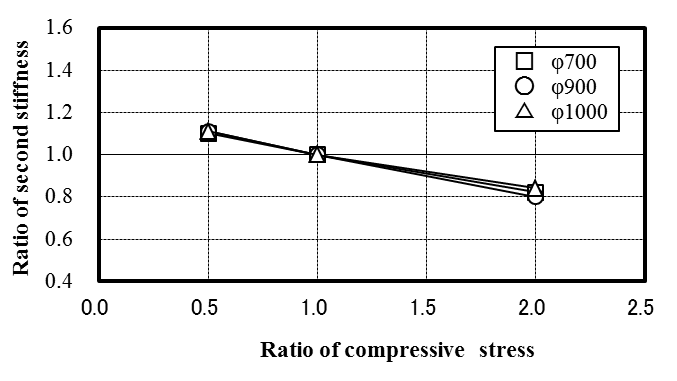 1.6
1.4
1.2
1.0
0.8
0.6
0.4
Ratio of second stiffness
φ700
φ900
φ1000
0.0 0.5 1.0 1.5 2.0 2.5
Ratio of compressive stress